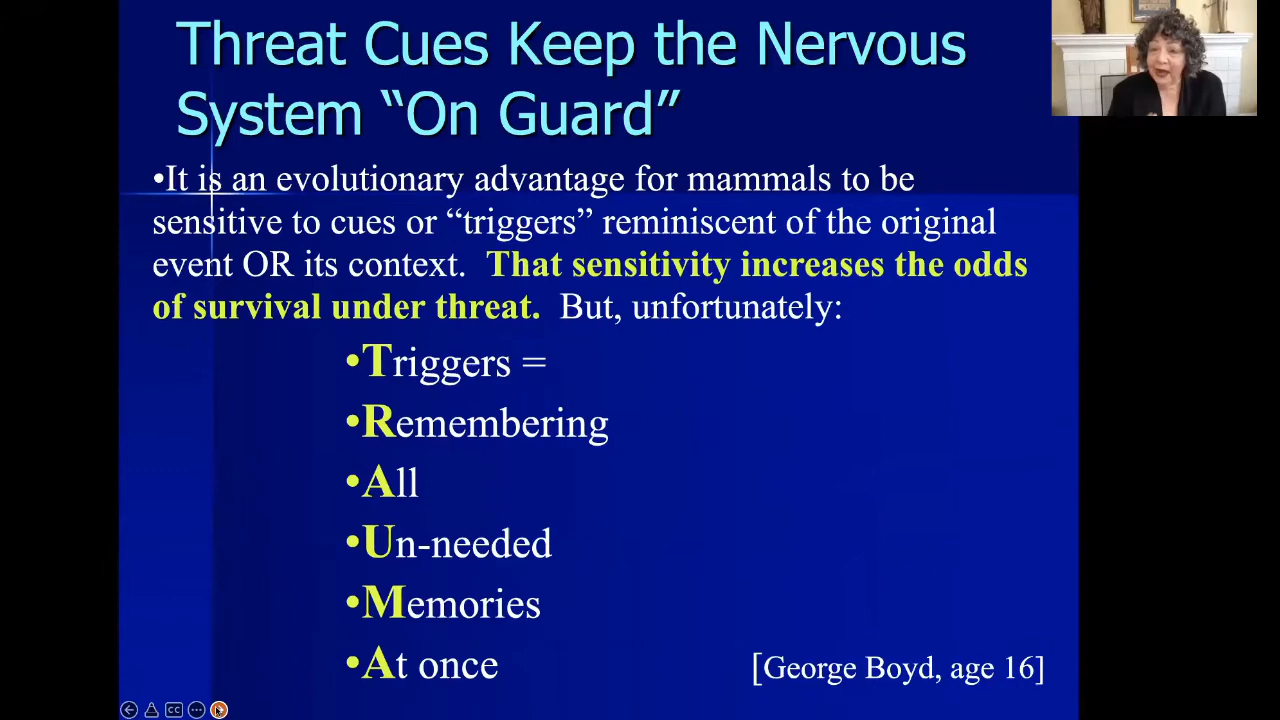 Threat Cues Keep the Nervous
System “On Guard”
•It is an evolutionary advantage for mammals to be
sensitive to cues or “triggers” reminiscent of the original
event OR its context.  That sensitivity increases the odds
of survival under threat.  But, unfortunately:
•Triggers =
•Remembering
•All
•Un-needed
•Memories
•At once
[George Boyd, age 16]
CC